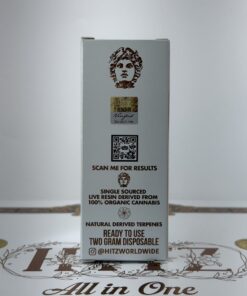 SCAN ME FOR RESULTS
SINGLE SOURCED
LIVE RESIN DERIVED FROM
100% ORGANIC CANNABIS
NATURAL DERIVED TERPENES
READY TO USE
TWO GRAM DISPOSABLE
@HITZWORLDWIDE
All in One